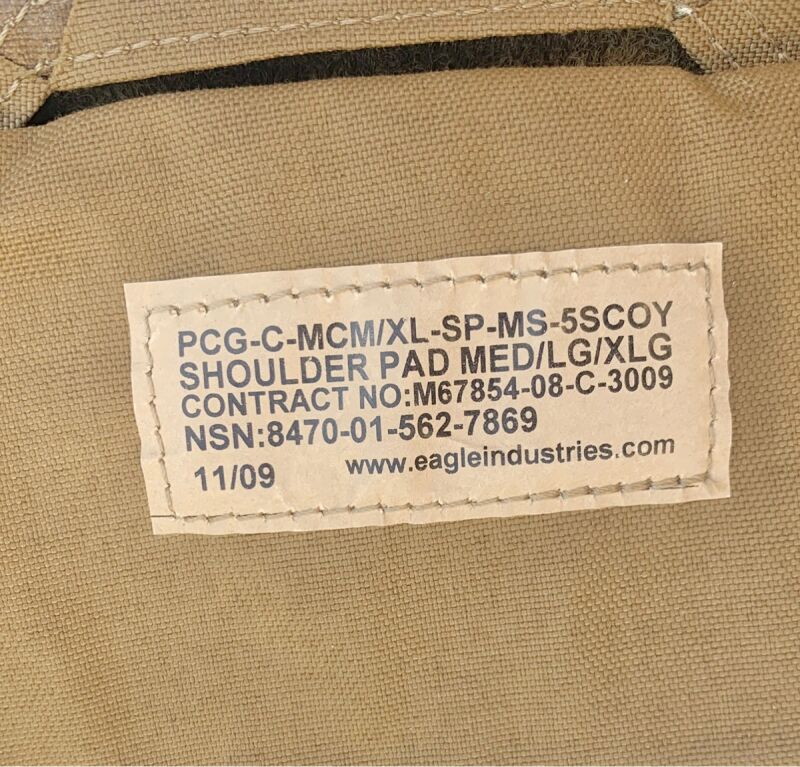 PCG-C-MCM/XL-SP-MS-5SCOY
SHOULDER PAD MED/LG/XLG
CONTRACT NO:M67854-08-C-3009
NSN:8470-01-562-7869
11/09 www.eagleindustries.com